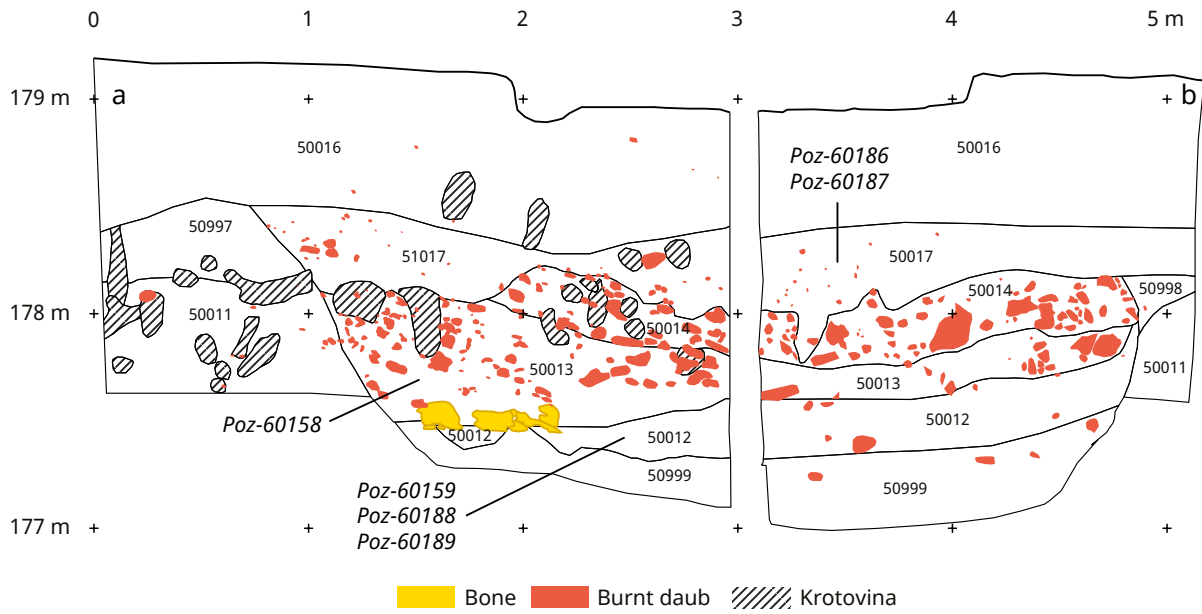 0 1 2 3 4 5 m
179 m a b
50016 50016
Poz-60186
Poz-60187
50997
51017 50017
50014 50998
178 m 50011 50014
50013 50013 50011
Poz-60158
50012 50012 50012
50999 50999
Poz-60159
Poz-60188
177 m Poz-60189
Bone Burnt daub Krotovina